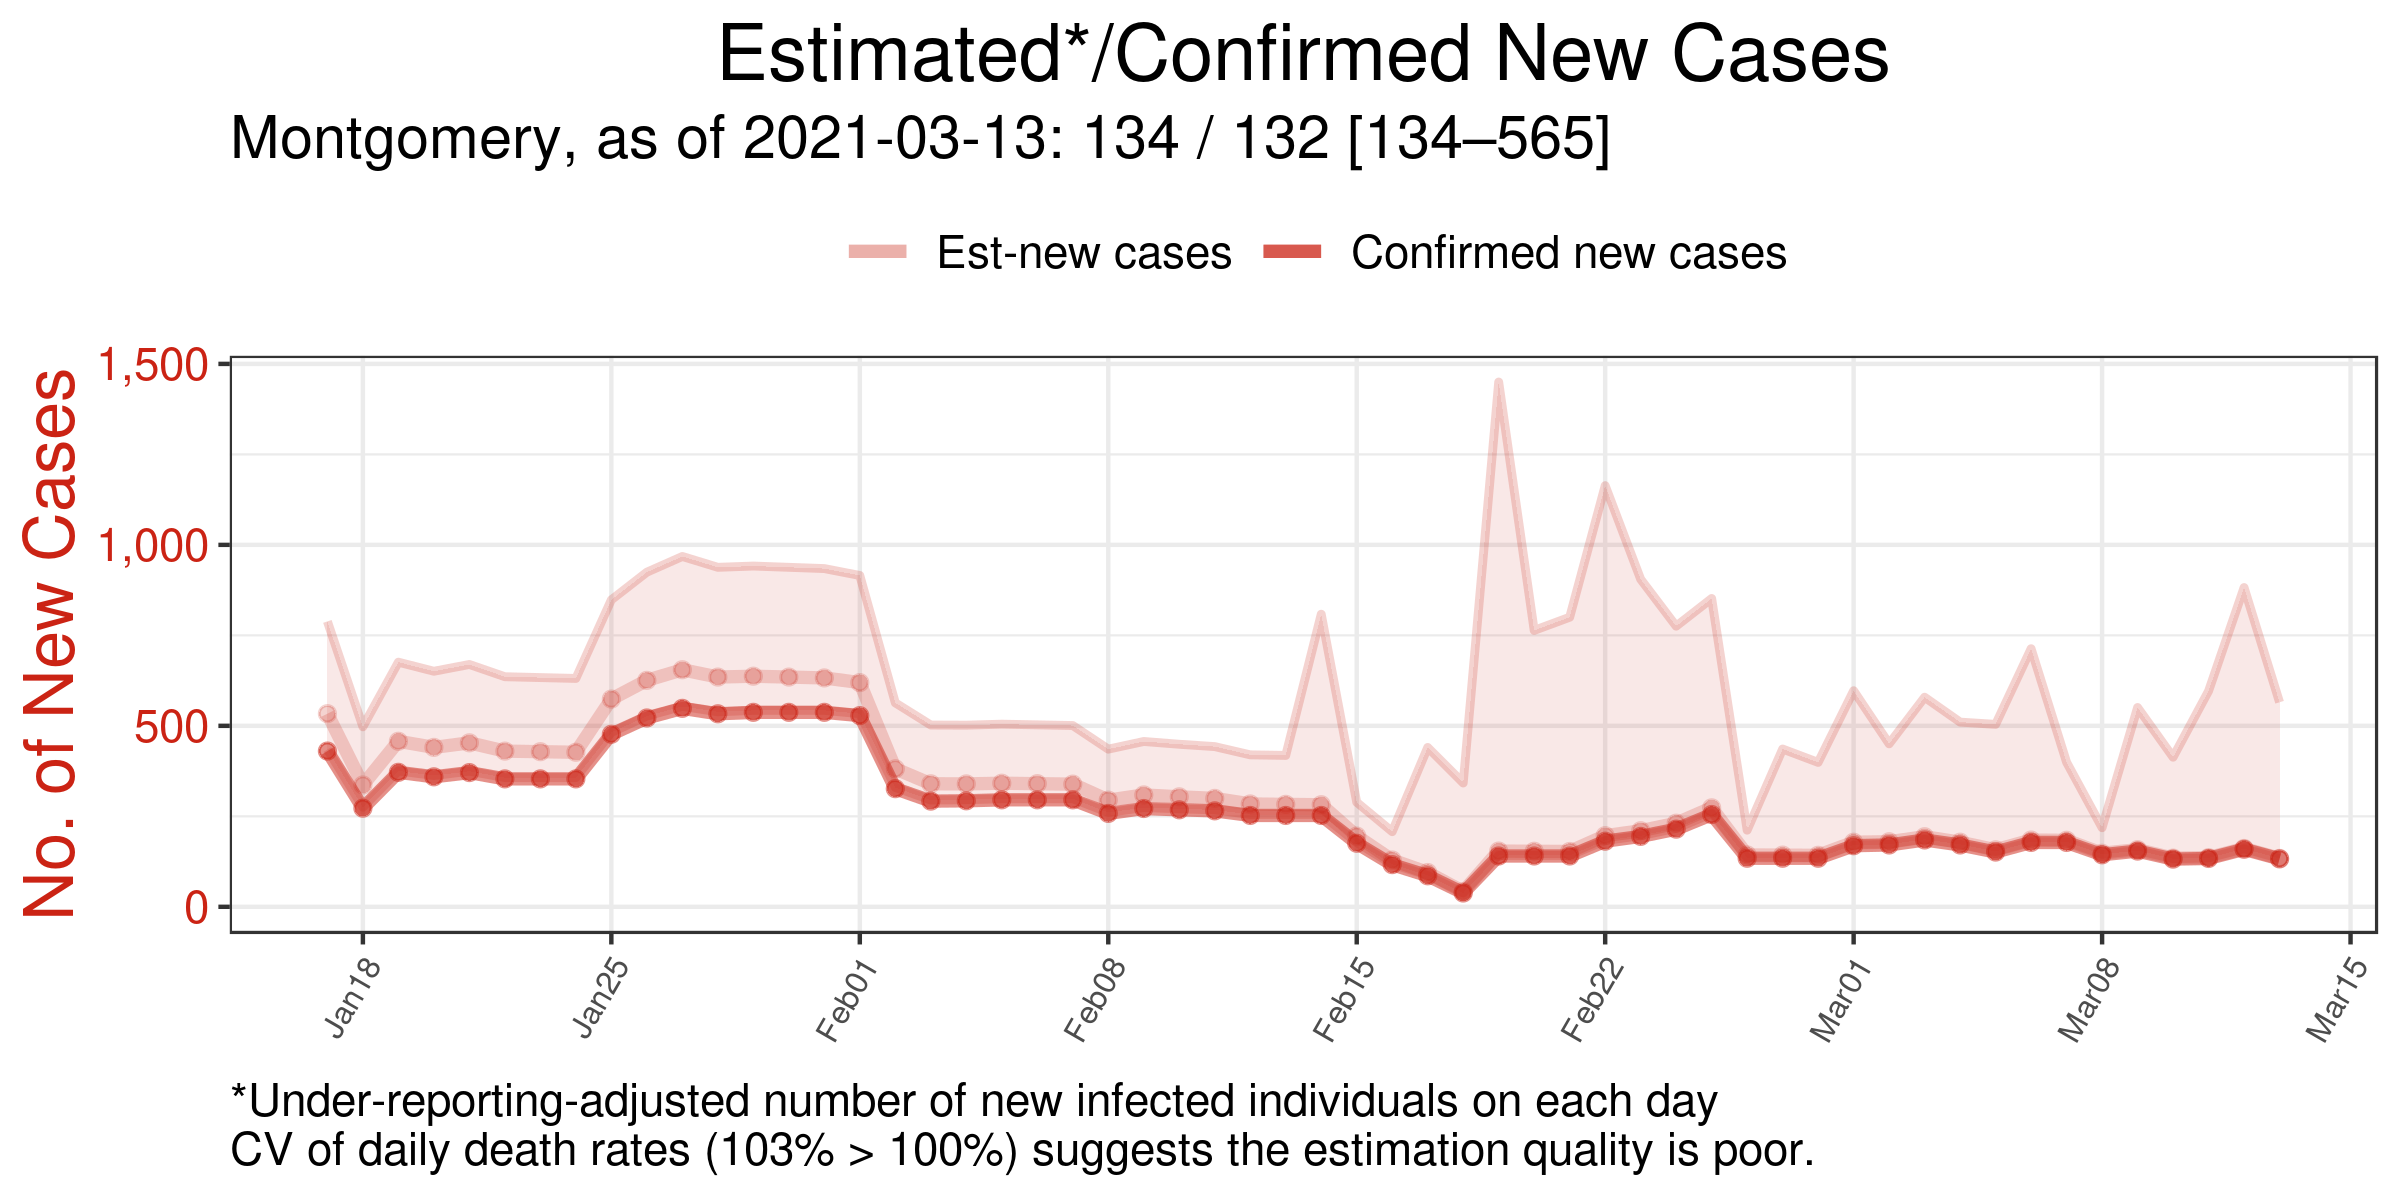 Estimated*/Confirmed New Cases
Montgomery, as of 2021-03-13: 134 / 132 [134–565]
Est-new cases
Confirmed new cases
No. of New Cases
1,500
1,000
500
0
Jan18
Jan25
Feb01
Feb08
Feb15
Feb22
Mar01
Mar08
Mar15
*Under-reporting-adjusted number of new infected individuals on each day
CV of daily death rates (103% > 100%) suggests the estimation quality is poor.